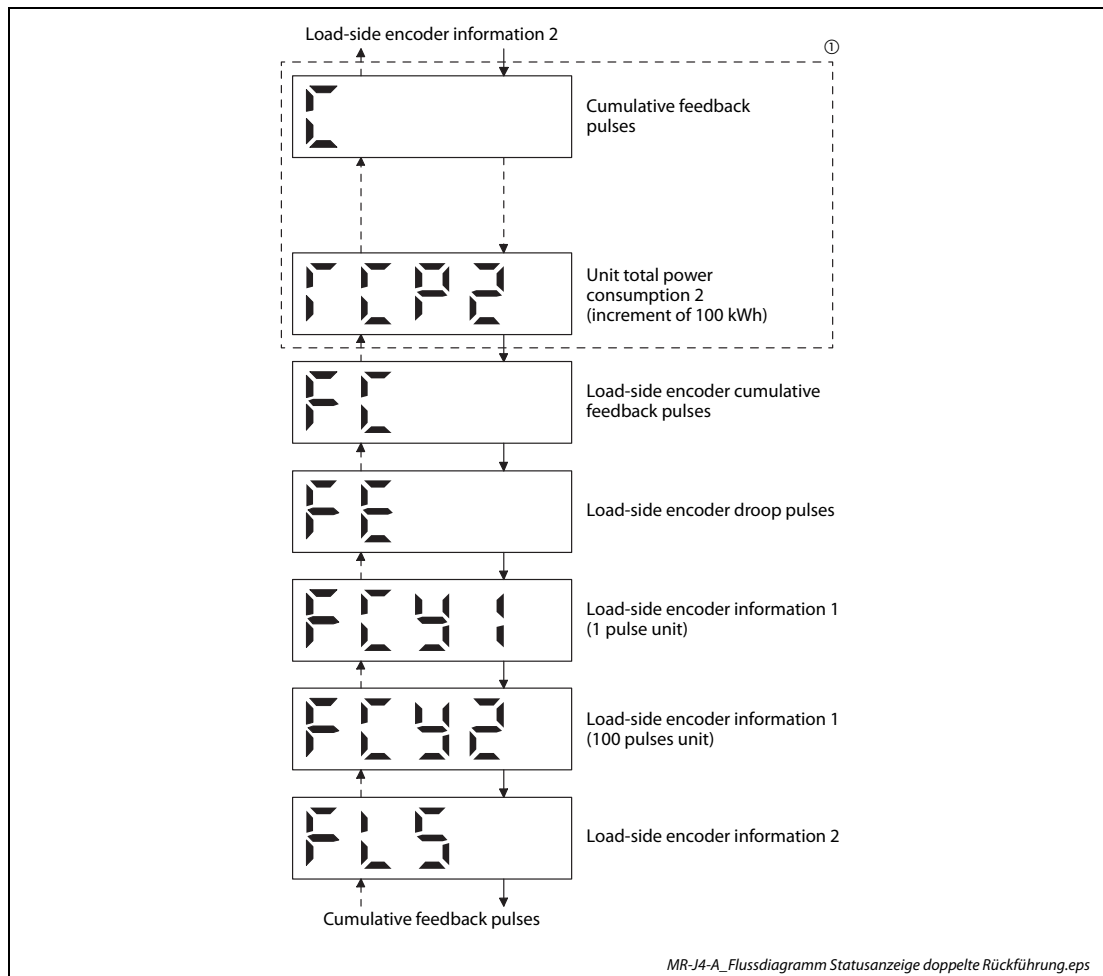 Load-side encoder information 2
①
C
Cumulative feedback
pulses
TCP2
Unit total power
consumption 2
(increment of 100 kWh)
FC
Load-side encoder cumulative
feedback pulses
FE
Load-side encoder droop pulses
FCy1
Load-side encoder information 1
(1 pulse unit)
FCy2
Load-side encoder information 1
(100 pulses unit)
FLS
Load-side encoder information 2
Cumulative feedback pulses
MR-J4-A_Flussdiagramm Statusanzeige doppelte Rückführung.eps